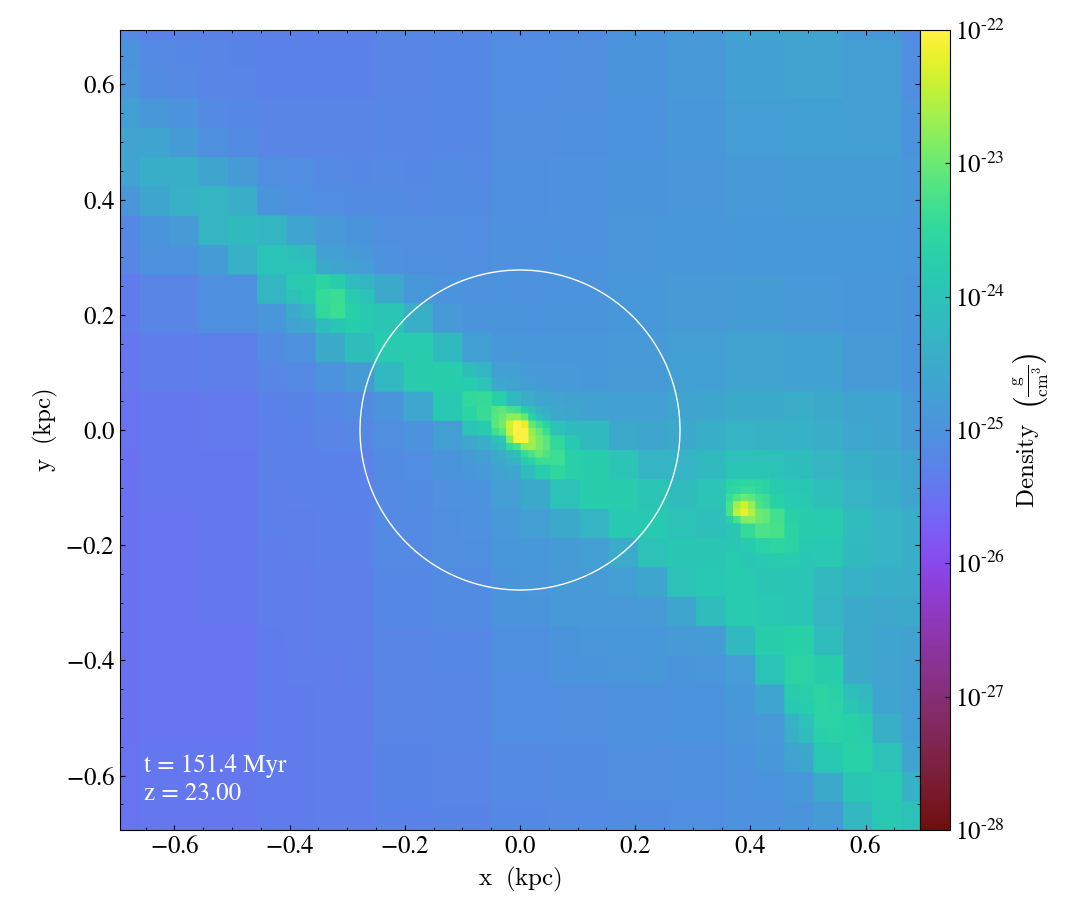 0.6
0.4
0.2
0.0
−0.2
−0.4
−0.6
y (kpc)
t = 151.4 Myr
z = 23.00
−0.6 −0.4 −0.2 0.0 0.2 0.4 0.6
x (kpc)
10^-22
10^-23
10^-24
10^-25
10^-26
10^-27
10^-28
Density (g/cm^3)